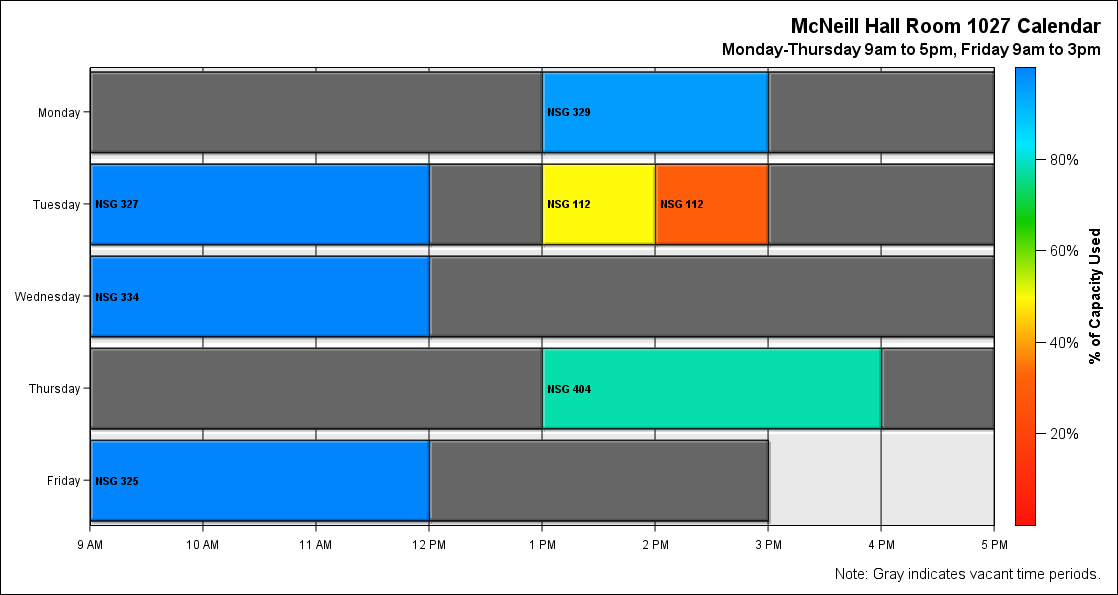 McNeill Hall Room 1027 Calendar
Monday-Thursday 9am to 5pm, Friday 9am to 3pm
Monday
NSG 329
Tuesday
NSG 327
NSG 112
NSG 112
Wednesday
NSG 334
Thursday
NSG 404
Friday
NSG 325
9 AM
10 AM
11 AM
12 PM
1 PM
2 PM
3 PM
4 PM
5 PM
80%
60%
40%
20%
% of Capacity Used
Note: Gray indicates vacant time periods.